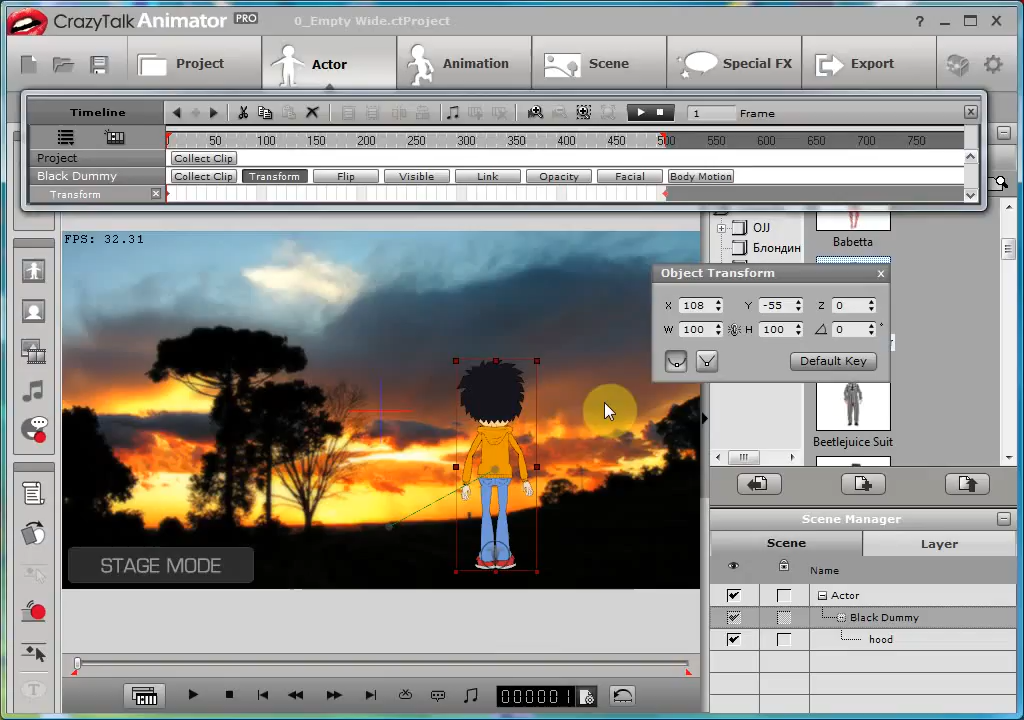 CrazyTalk Animator PRO 0_Empty Wide.ctProject
Project Actor Animation Scene Special FX Export
Timeline 1 Frame
50 100 150 200 250 300 350 400 450 500 550 600 650 700 750
Project Collect Clip
Black Dummy Collect Clip Transform Flip Visible Link Opacity Facial Body Motion
Transform
FPS: 32.31
OJJ
Блондин
Babetta
Object Transform
X 108 Y -55 Z 0
W 100 H 100 0 °
Default Key
Beetlejuice Suit
STAGE MODE
Scene Manager
Scene Layer
Name
Actor
Black Dummy
hood
000001